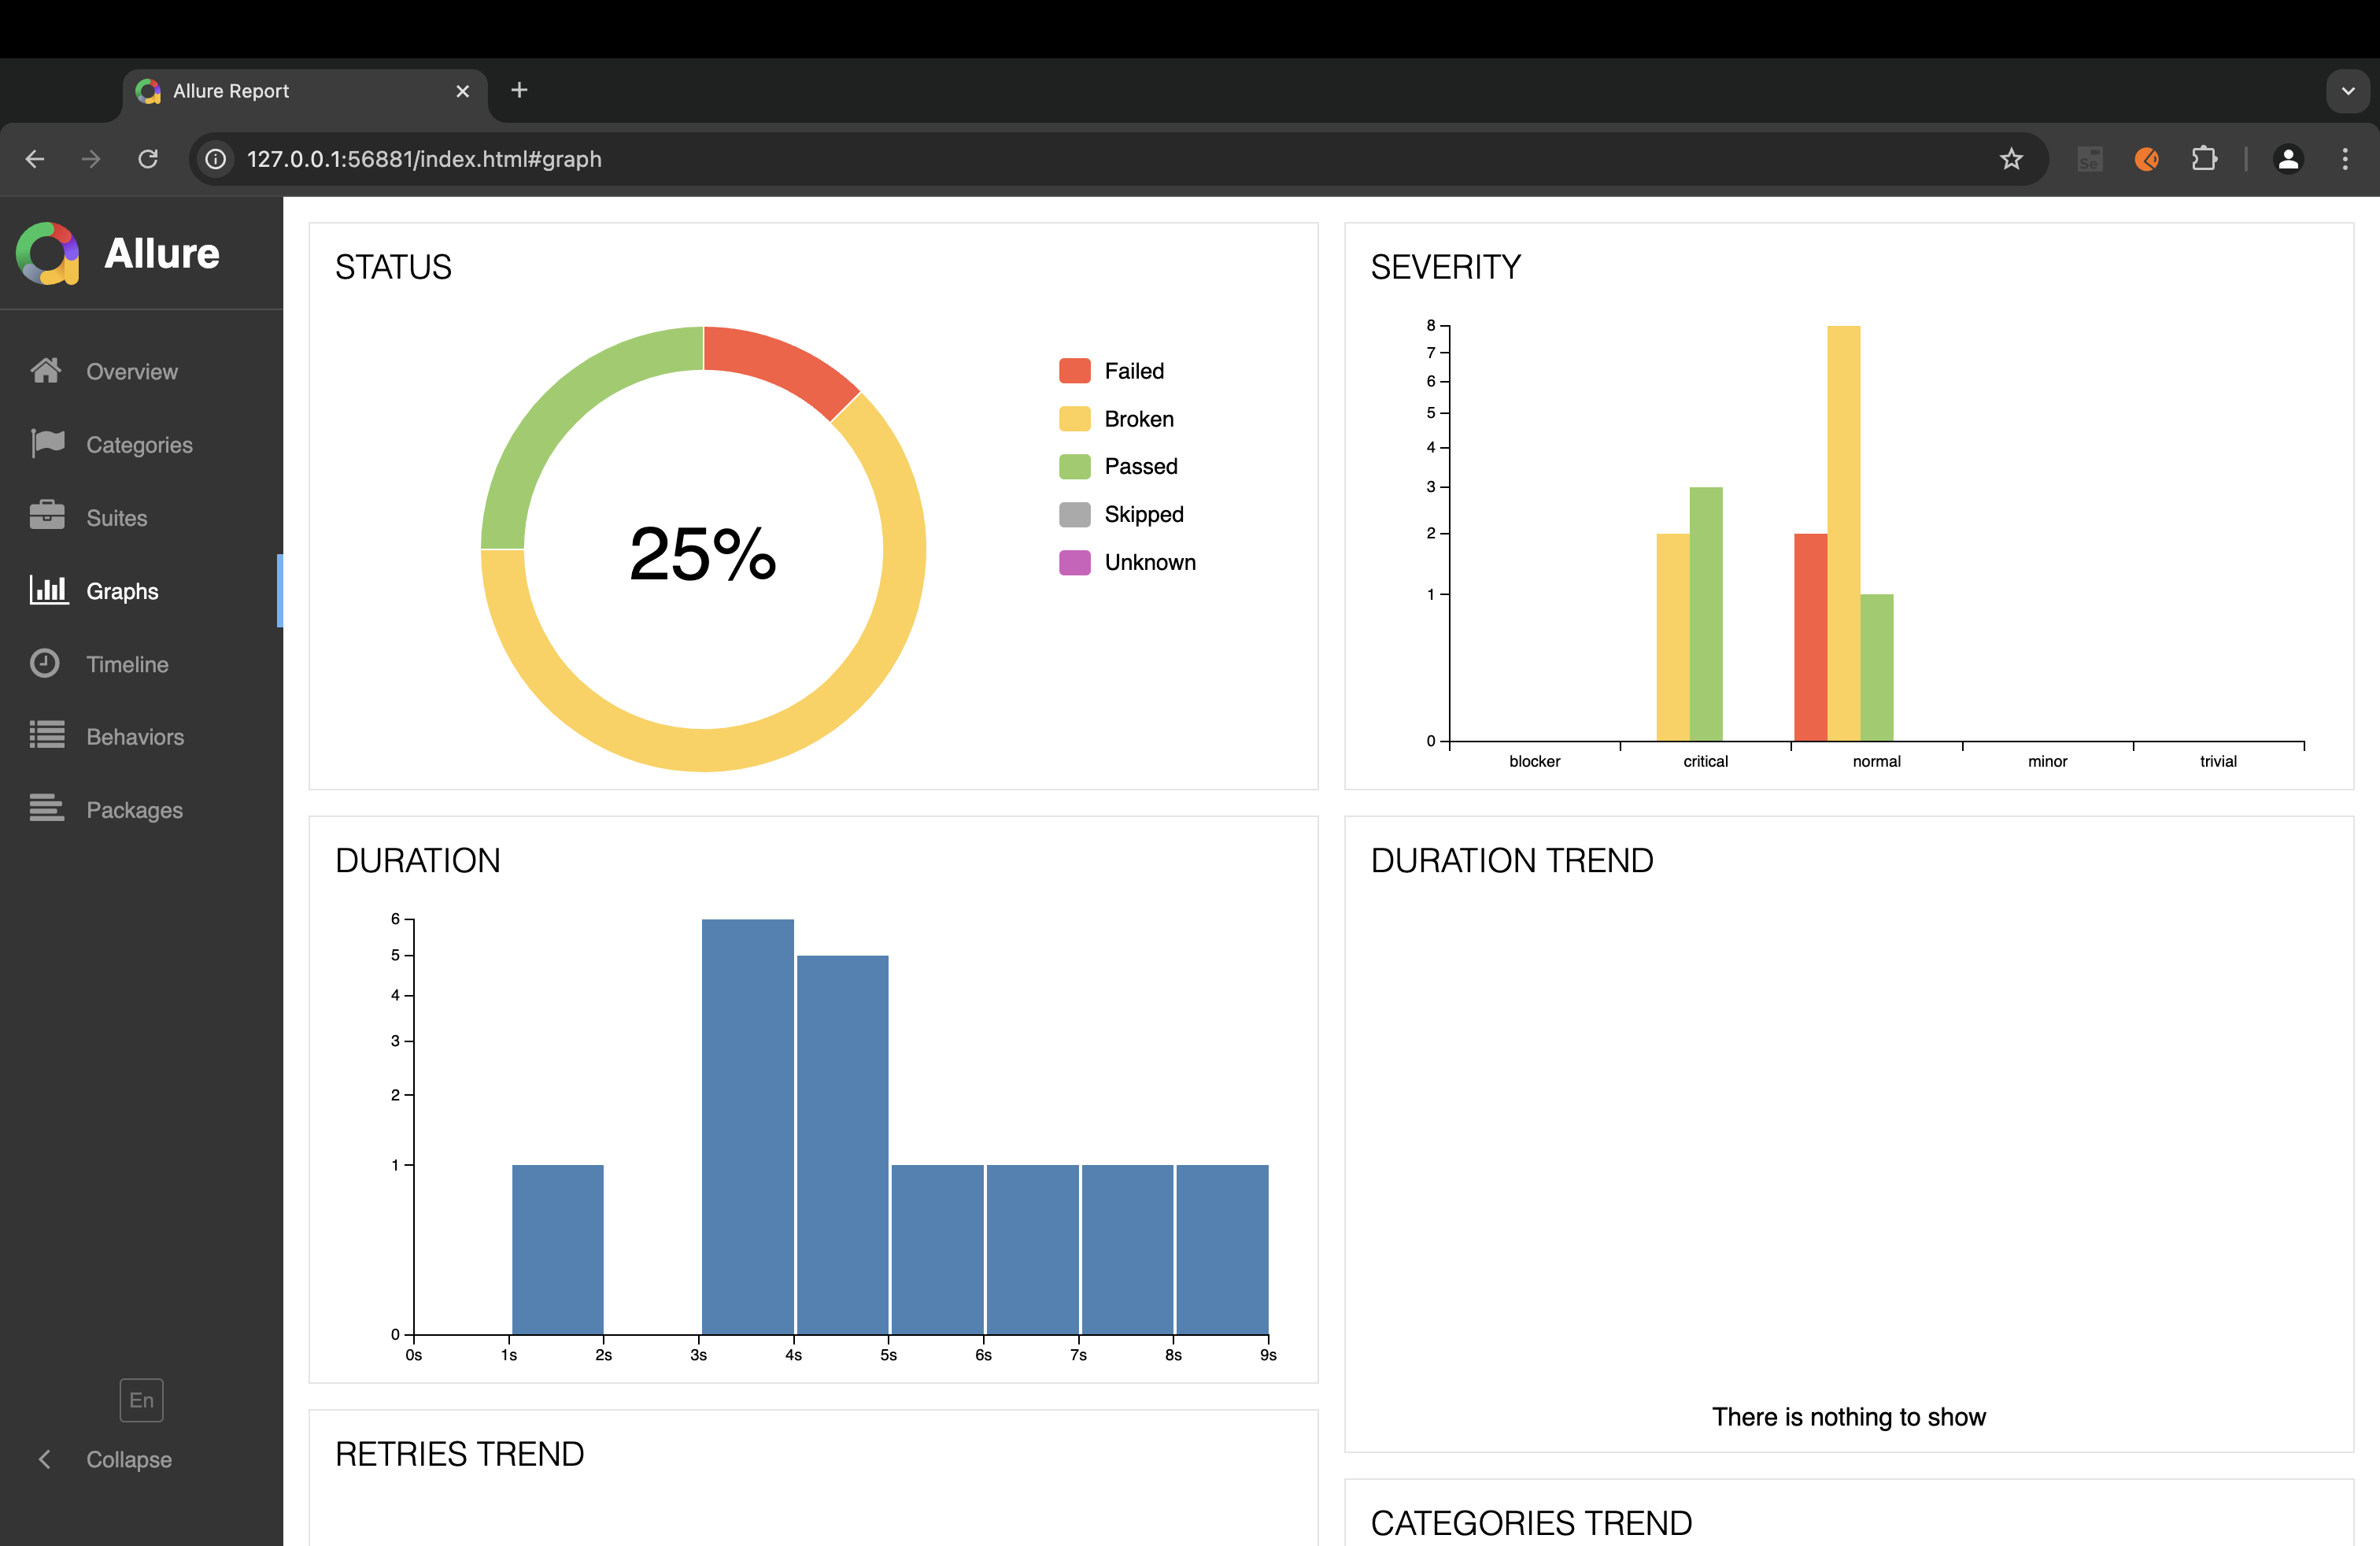 Allure Report
127.0.0.1:56881/index.html#graph
Se
Allure
Overview
Categories
Suites
Graphs
Timeline
Behaviors
Packages
En
Collapse
STATUS
25%
Failed
Broken
Passed
Skipped
Unknown
SEVERITY
8
7
6
5
4
3
2
1
0
blocker critical normal minor trivial
DURATION
6
5
4
3
2
1
0
0s 1s 2s 3s 4s 5s 6s 7s 8s 9s
DURATION TREND
There is nothing to show
RETRIES TREND
CATEGORIES TREND